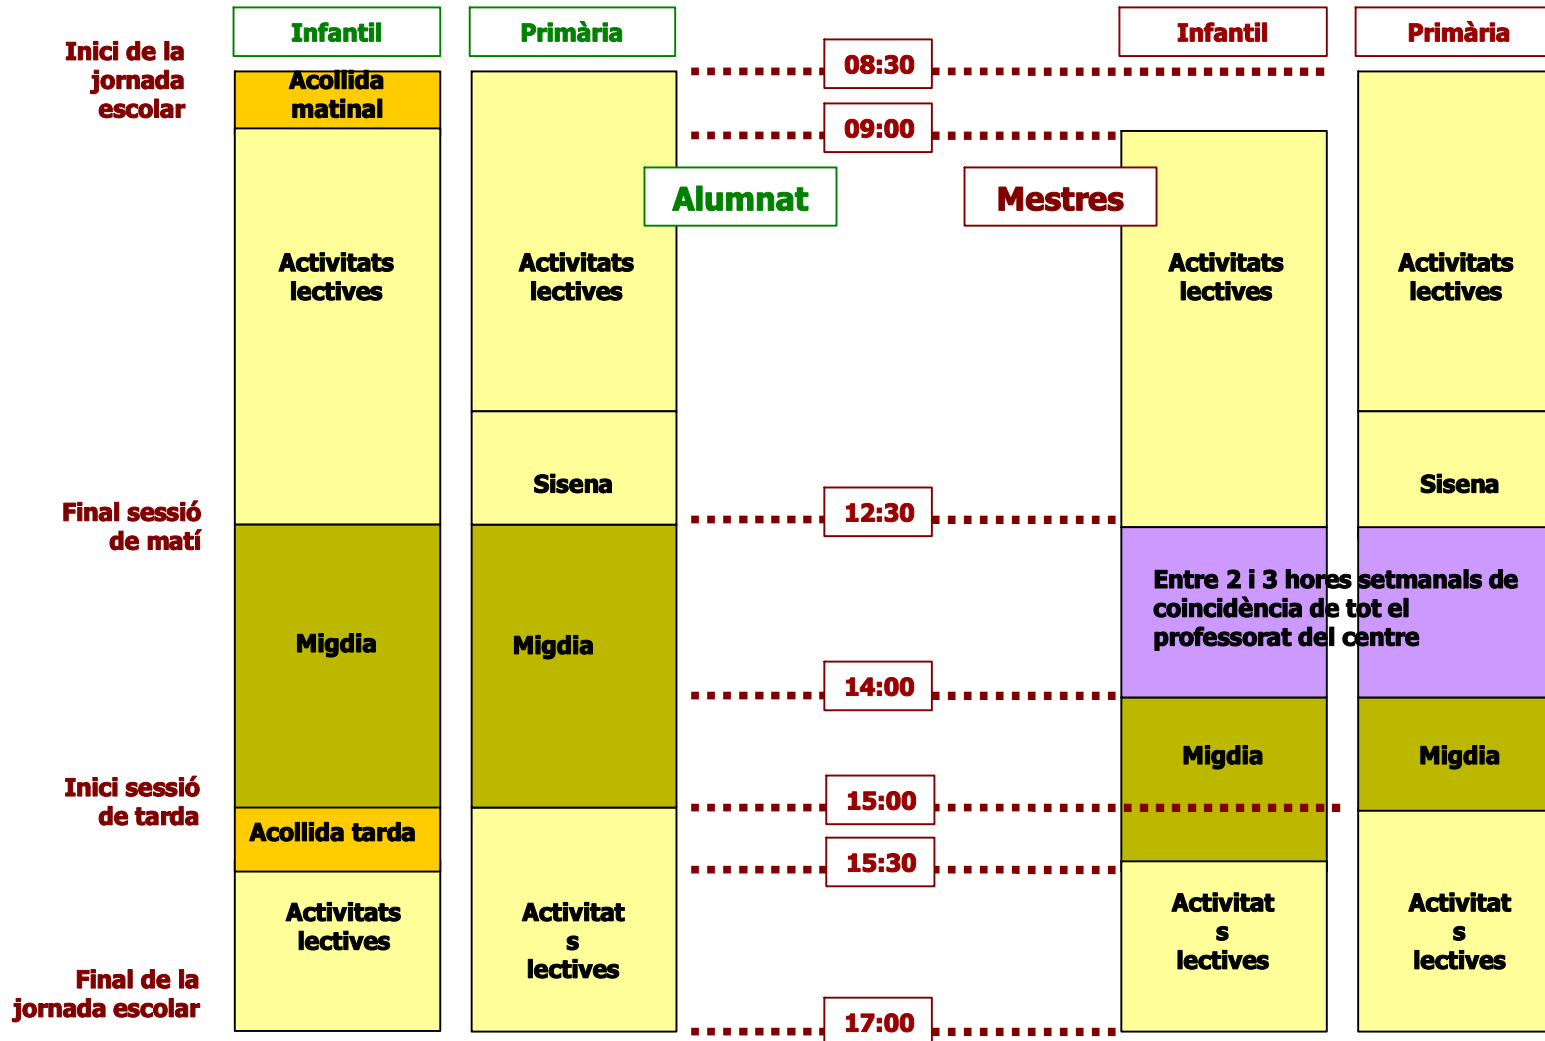 Infantil
Primària
Infantil
Primària
Inici de la
jornada
escolar
Acollida
matinal
08:30
09:00
Alumnat
Mestres
Activitats
lectives
Activitats
lectives
Activitats
lectives
Activitats
lectives
Sisena
Sisena
Final sessió
de matí
12:30
Entre 2 i 3 hores setmanals de
coincidència de tot el
professorat del centre
Migdia
Migdia
14:00
Migdia
Migdia
Inici sessió
de tarda
15:00
Acollida tarda
15:30
Activitats
lectives
Activitat
s
lectives
Activitat
s
lectives
Activitat
s
lectives
Final de la
jornada escolar
17:00